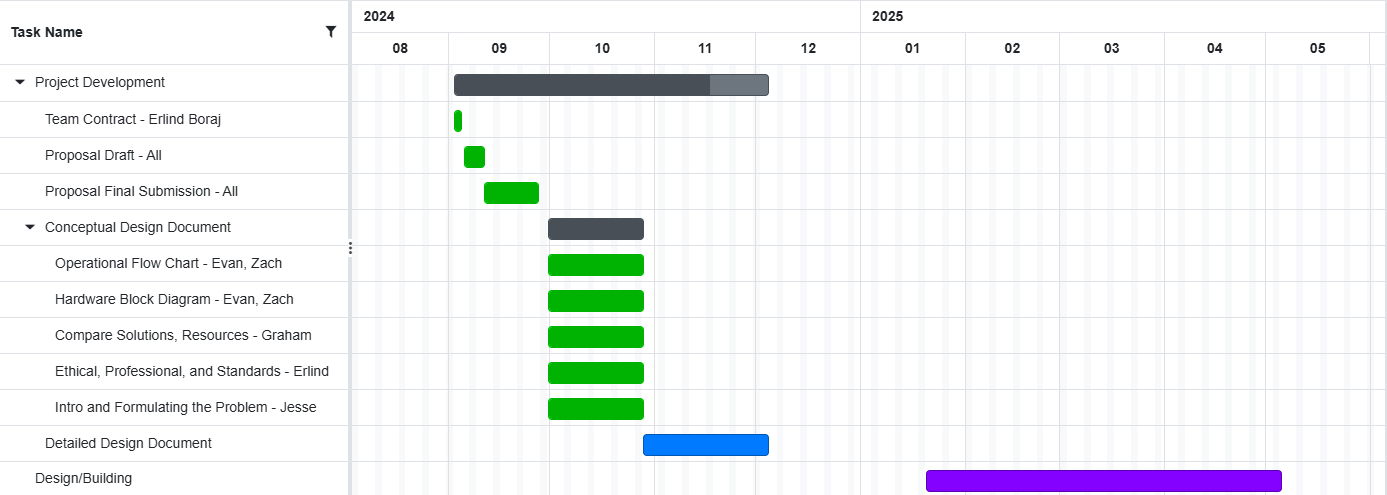 2024 2025
Task Name
08 09 10 11 12 01 02 03 04 05
Project Development
Team Contract - Erlind Boraj
Proposal Draft - All
Proposal Final Submission - All
Conceptual Design Document
Operational Flow Chart - Evan, Zach
Hardware Block Diagram - Evan, Zach
Compare Solutions, Resources - Graham
Ethical, Professional, and Standards - Erlind
Intro and Formulating the Problem - Jesse
Detailed Design Document
Design/Building